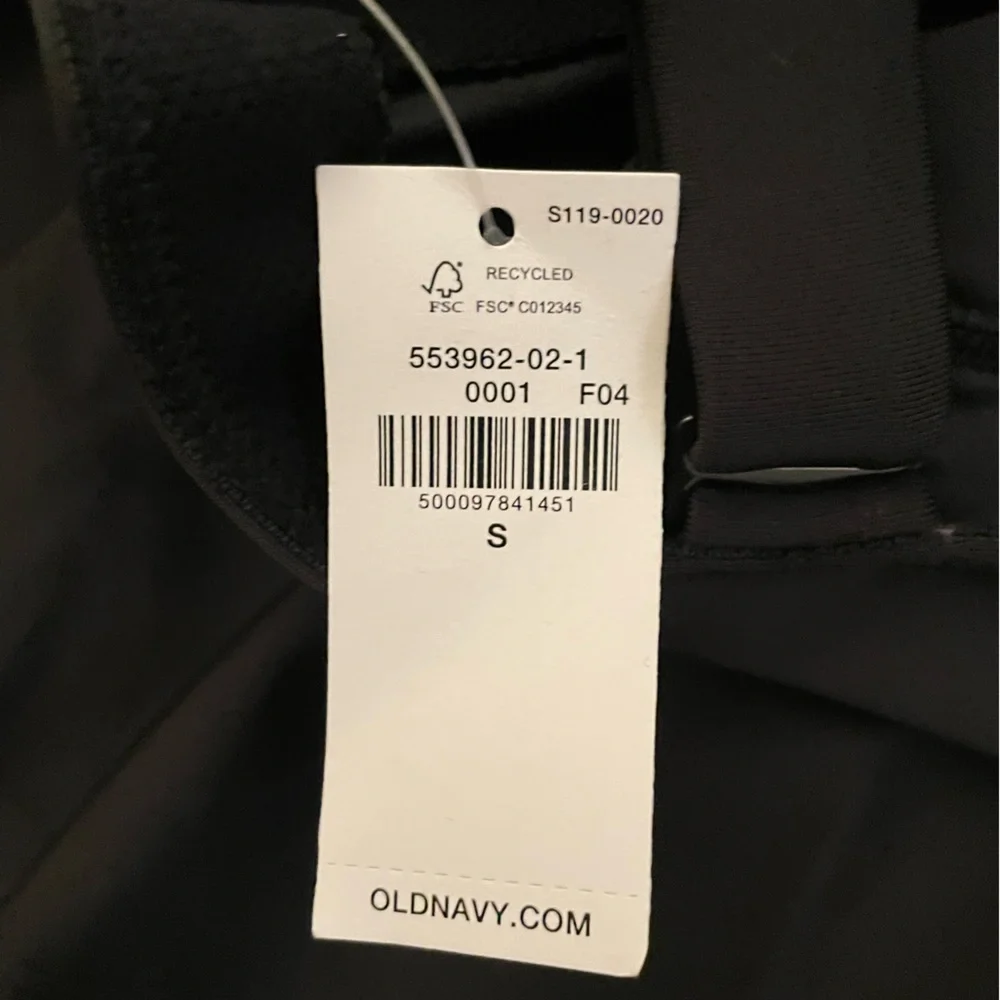 S119-0020
RECYCLED
FSC FSC® C012345
553962-02-1
0001 F04
500097841451
S
OLDNAVY.COM